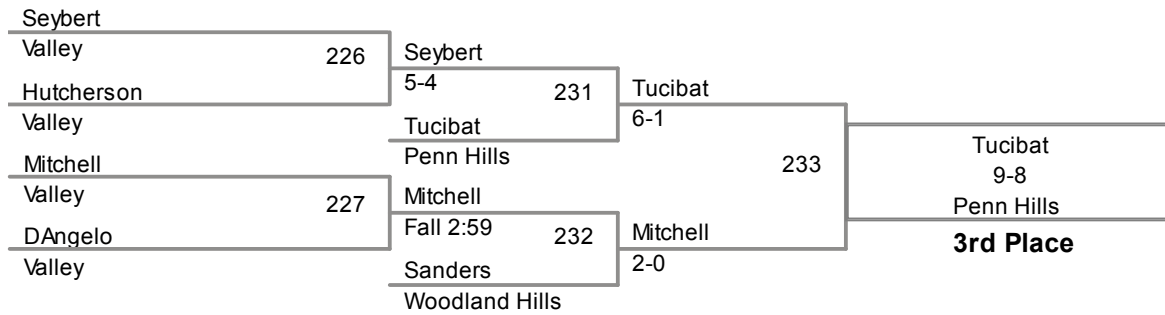 Seybert
Valley
226
Hutcherson
Valley
Mitchell
Valley
227
DAngelo
Valley
Seybert
5-4
231
Tucibat
Penn Hills
Mitchell
Fall 2:59
232
Sanders
Woodland Hills
Tucibat
6-1
233
Mitchell
2-0
Tucibat
9-8
Penn Hills
3rd Place